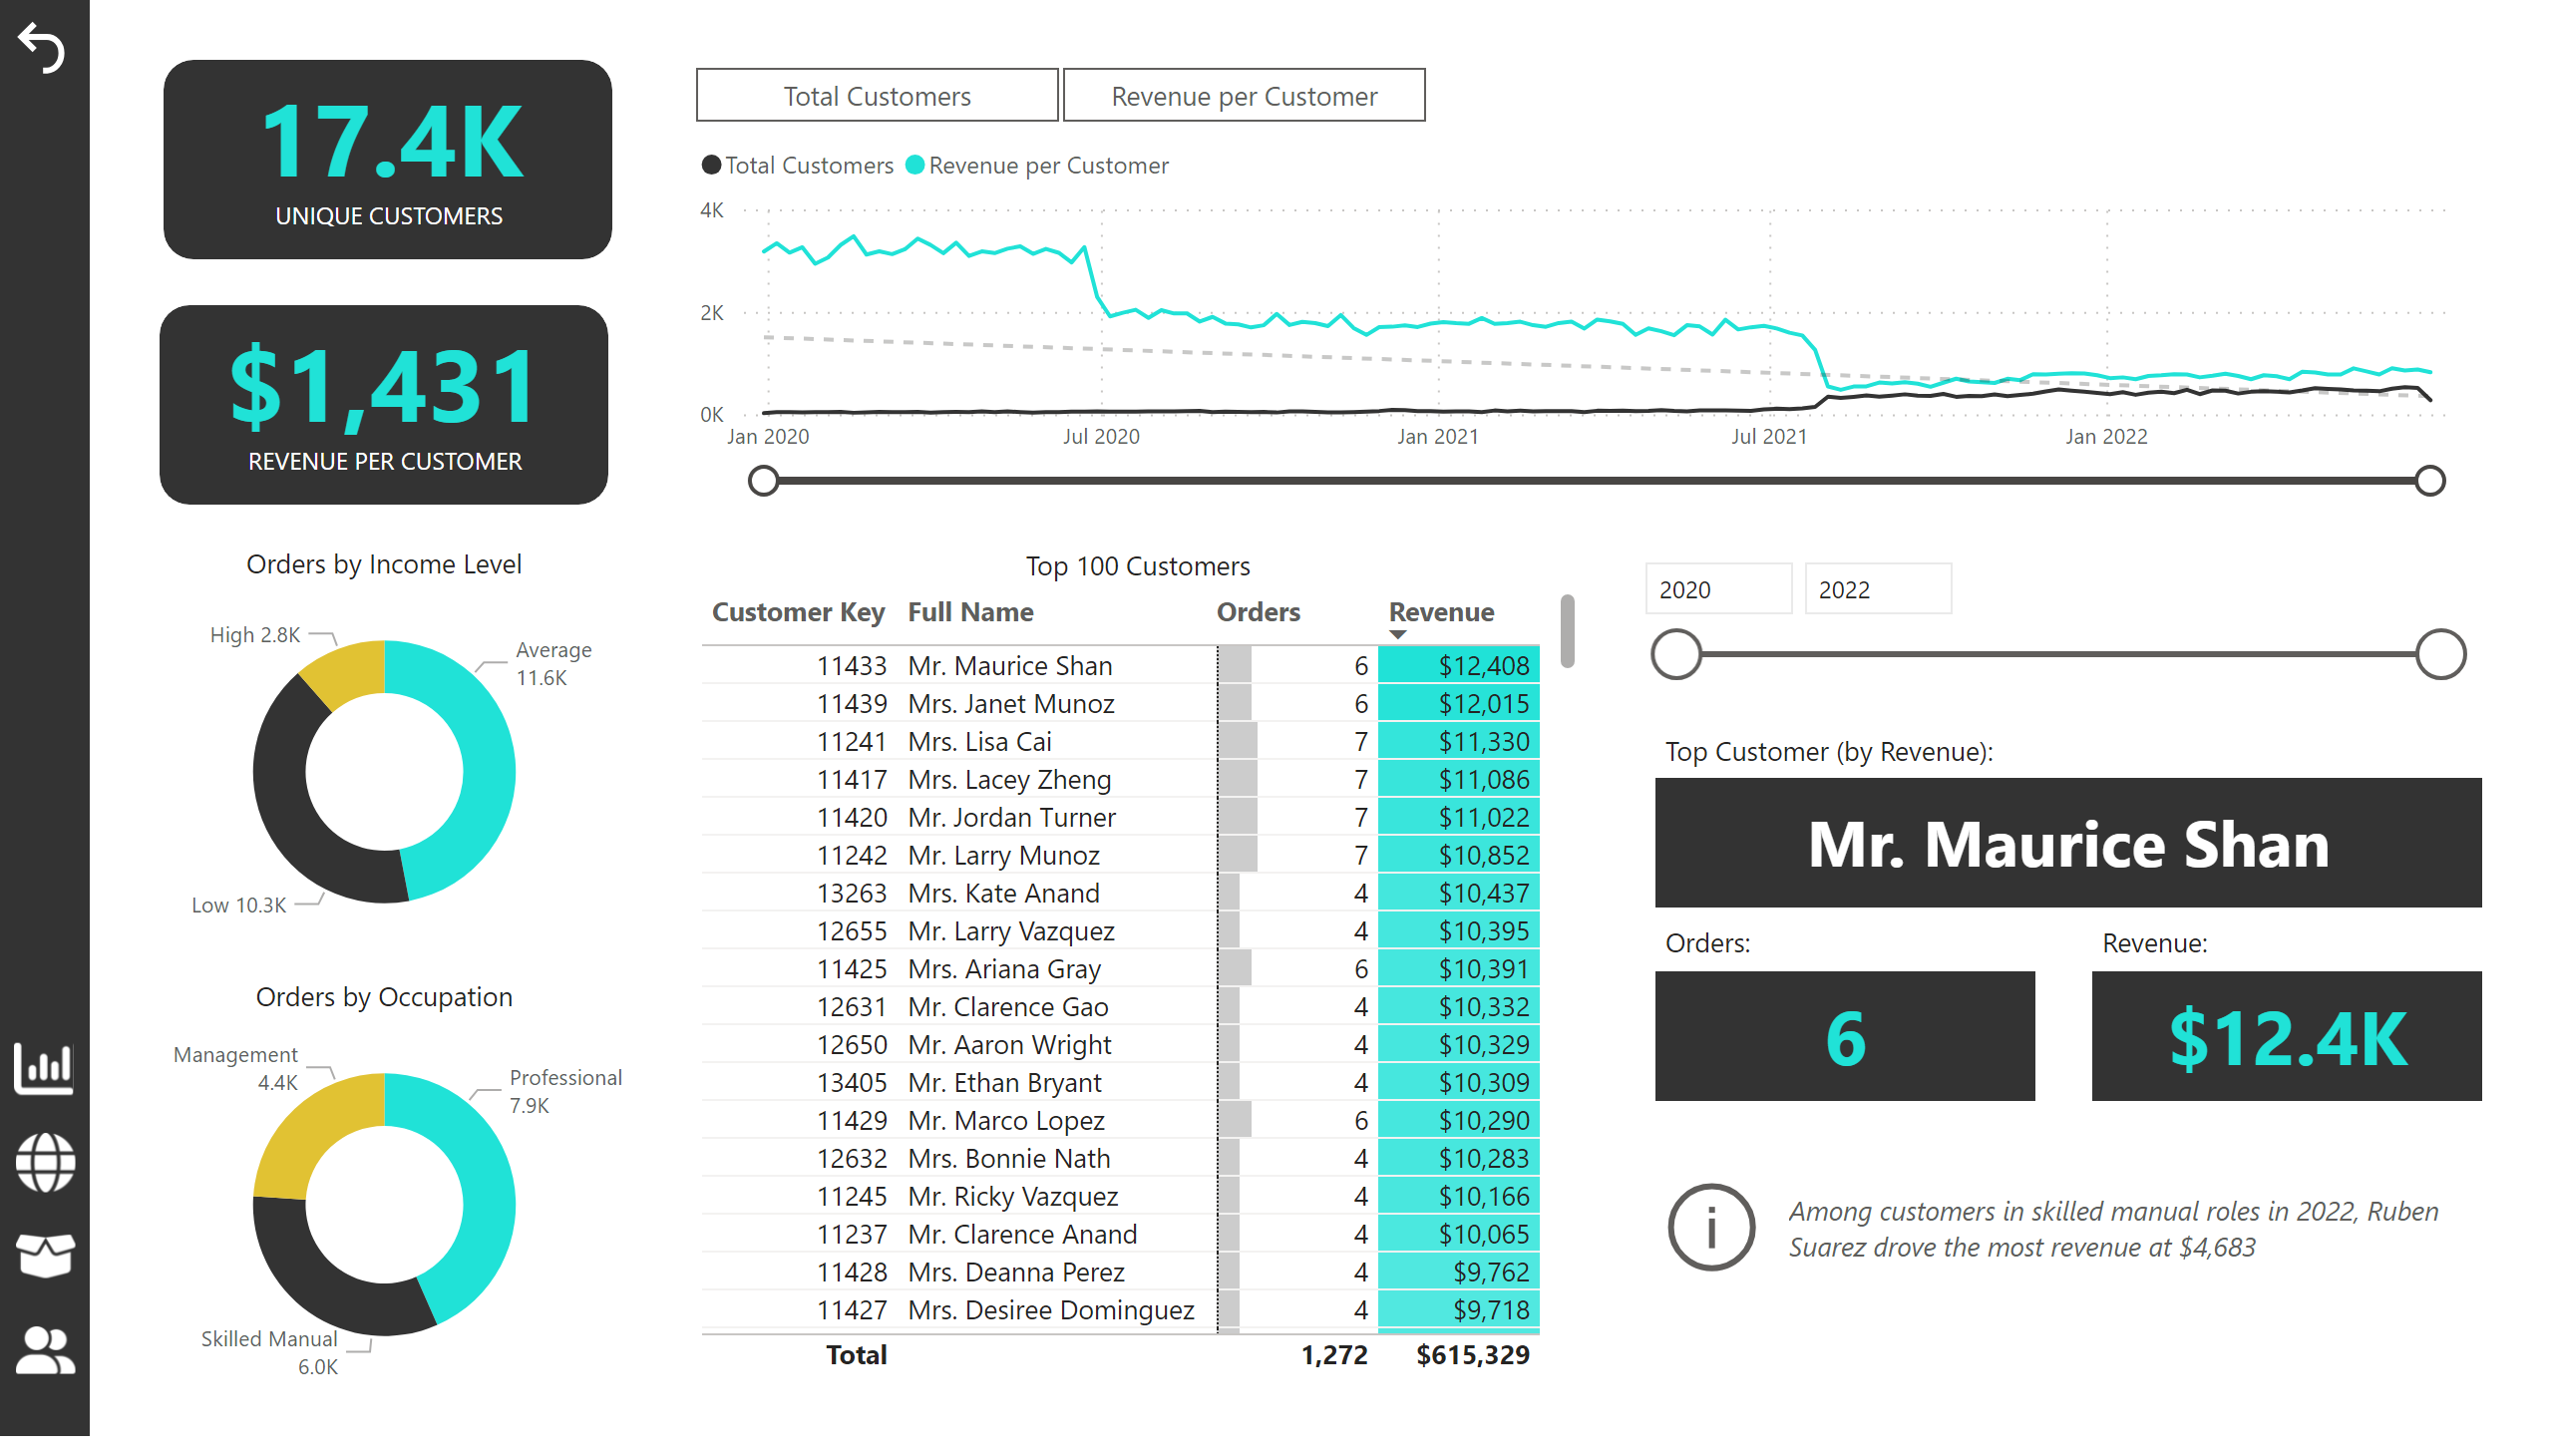 17.4K
UNIQUE CUSTOMERS
$1,431
REVENUE PER CUSTOMER
Total Customers
Revenue per Customer
Total Customers Revenue per Customer
4K
2K
0K
Jan 2020 Jul 2020 Jan 2021 Jul 2021 Jan 2022
Orders by Income Level
High 2.8K
Average
11.6K
Low 10.3K
Orders by Occupation
Management
4.4K
Professional
7.9K
Skilled Manual
6.0K
Top 100 Customers
Customer Key Full Name Orders Revenue
11433 Mr. Maurice Shan 6 $12,408
11439 Mrs. Janet Munoz 6 $12,015
11241 Mrs. Lisa Cai 7 $11,330
11417 Mrs. Lacey Zheng 7 $11,086
11420 Mr. Jordan Turner 7 $11,022
11242 Mr. Larry Munoz 7 $10,852
13263 Mrs. Kate Anand 4 $10,437
12655 Mr. Larry Vazquez 4 $10,395
11425 Mrs. Ariana Gray 6 $10,391
12631 Mr. Clarence Gao 4 $10,332
12650 Mr. Aaron Wright 4 $10,329
13405 Mr. Ethan Bryant 4 $10,309
11429 Mr. Marco Lopez 6 $10,290
12632 Mrs. Bonnie Nath 4 $10,283
11245 Mr. Ricky Vazquez 4 $10,166
11237 Mr. Clarence Anand 4 $10,065
11428 Mrs. Deanna Perez 4 $9,762
11427 Mrs. Desiree Dominguez 4 $9,718
Total 1,272 $615,329
2020 2022
Top Customer (by Revenue):
Mr. Maurice Shan
Orders:
6
Revenue:
$12.4K
i
Among customers in skilled manual roles in 2022, Ruben
Suarez drove the most revenue at $4,683